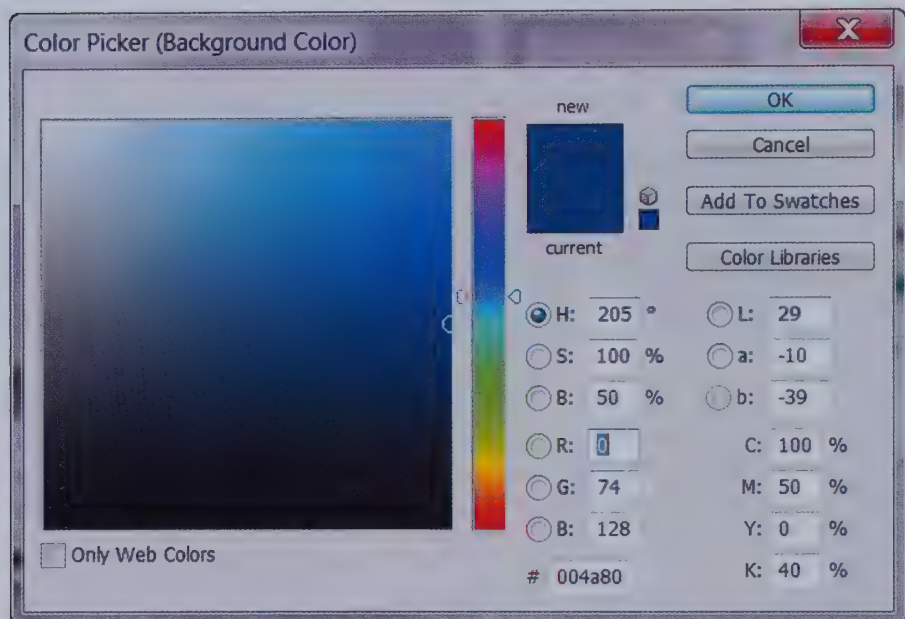 Color Picker (Background Color)
new
current
OK
Cancel
Add To Swatches
Color Libraries
H: 205 °
S: 100 %
B: 50 %
R: 0
G: 74
B: 128
# 004a80
L: 29
a: -10
b: -39
C: 100 %
M: 50 %
Y: 0 %
K: 40 %
Only Web Colors